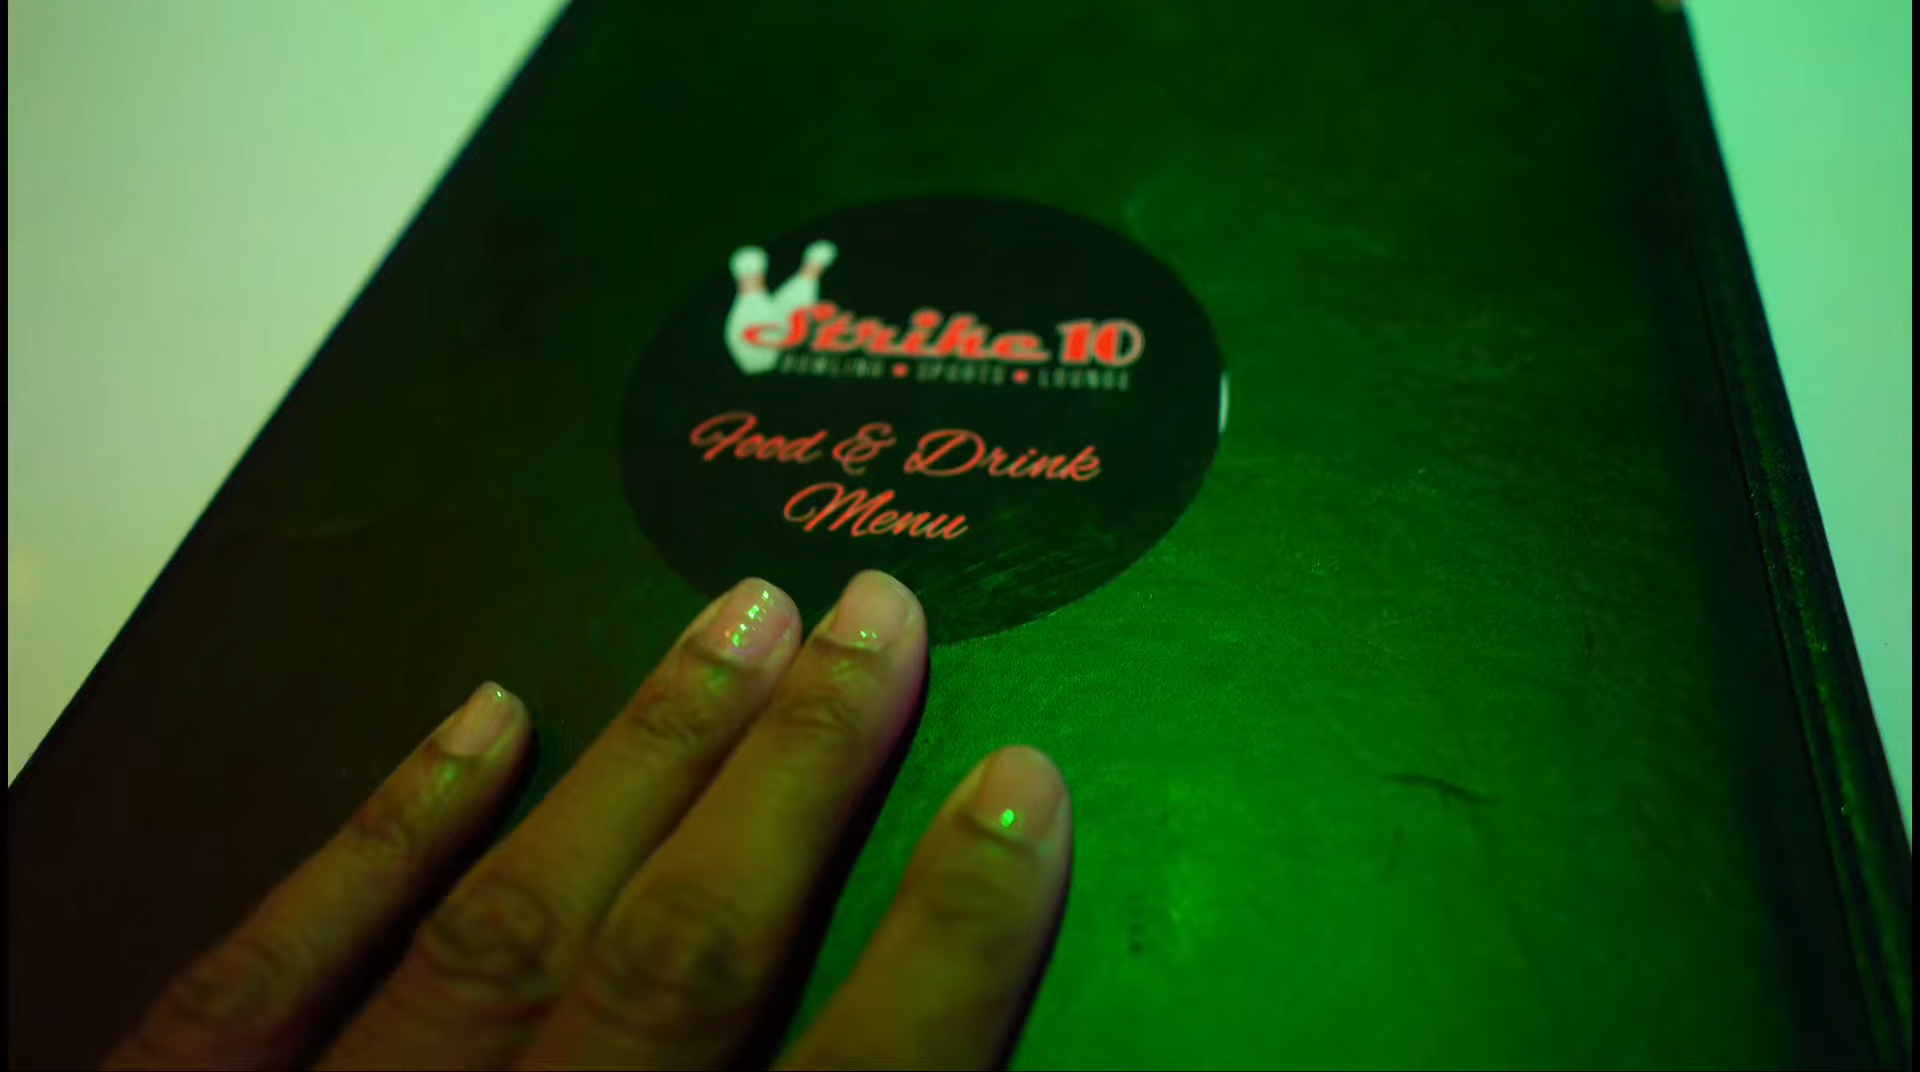 Strike 10
BOWLING • SPORTS • LOUNGE
Food & Drink
Menu